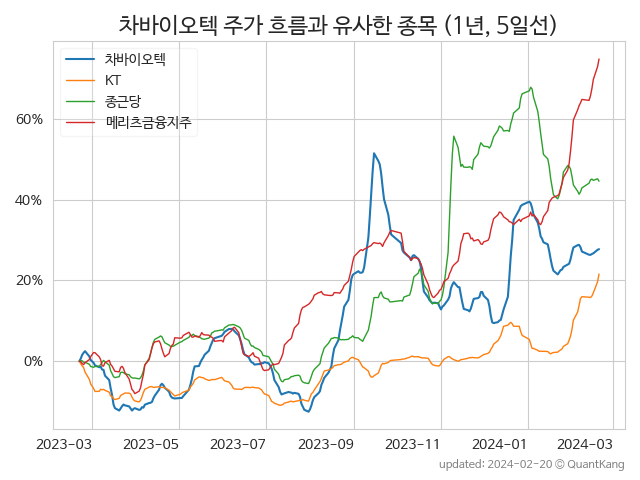 차바이오텍 주가 흐름과 유사한 종목 (1년, 5일선)
차바이오텍
KT
종근당
메리츠금융지주
60%
40%
20%
0%
2023-03 2023-05 2023-07 2023-09 2023-11 2024-01 2024-03
updated: 2024-02-20 © QuantKang